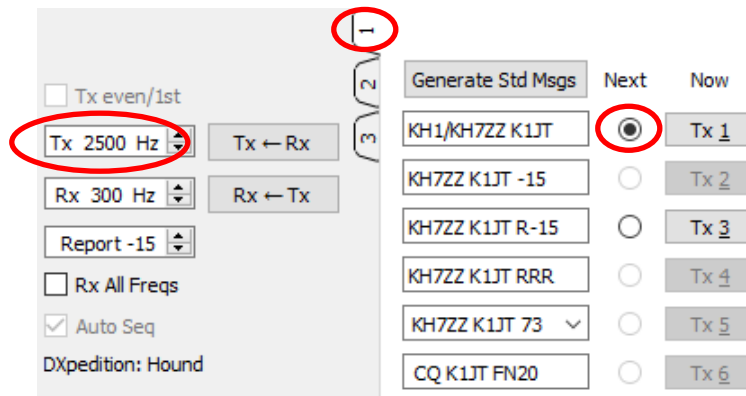 1
2
3
Tx even/1st
Tx 2500 Hz
Tx ← Rx
Rx 300 Hz
Rx ← Tx
Report -15
Rx All Freqs
Auto Seq
DXpedition: Hound
Generate Std Msgs Next Now
KH1/KH7ZZ K1JT Tx 1
KH7ZZ K1JT -15 Tx 2
KH7ZZ K1JT R-15 Tx 3
KH7ZZ K1JT RRR Tx 4
KH7ZZ K1JT 73 Tx 5
CQ K1JT FN20 Tx 6